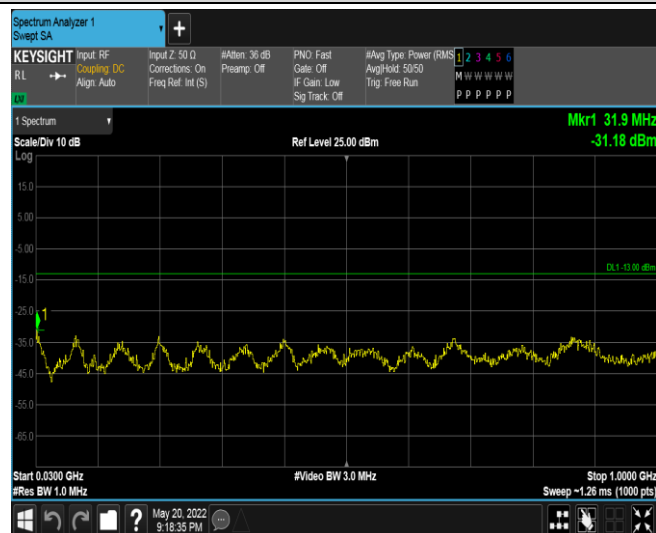 Spectrum Analyzer 1
Swept SA
+
KEYSIGHT
RL
Input: RF
Coupling: DC
Align: Auto
Input Z: 50 Ω
Corrections: On
Freq Ref: Int (S)
#Atten: 36 dB
Preamp: Off
PNO: Fast
Gate: Off
IF Gain: Low
Sig Track: Off
#Avg Type: Power (RMS
Avg|Hold: 50/50
Trig: Free Run
1 2 3 4 5 6
M W W W W W
P P P P P P
1 Spectrum
Mkr1 31.9 MHz
-31.18 dBm
Scale/Div 10 dB
Ref Level 25.00 dBm
Log
15.0
5.00
-5.00
DL1 -13.00 dBm
-15.0
-25.0
1
-35.0
-45.0
-55.0
-65.0
Start 0.0300 GHz
#Video BW 3.0 MHz
Stop 1.0000 GHz
#Res BW 1.0 MHz
Sweep ~1.26 ms (1000 pts)
?
May 20, 2022
9:18:35 PM